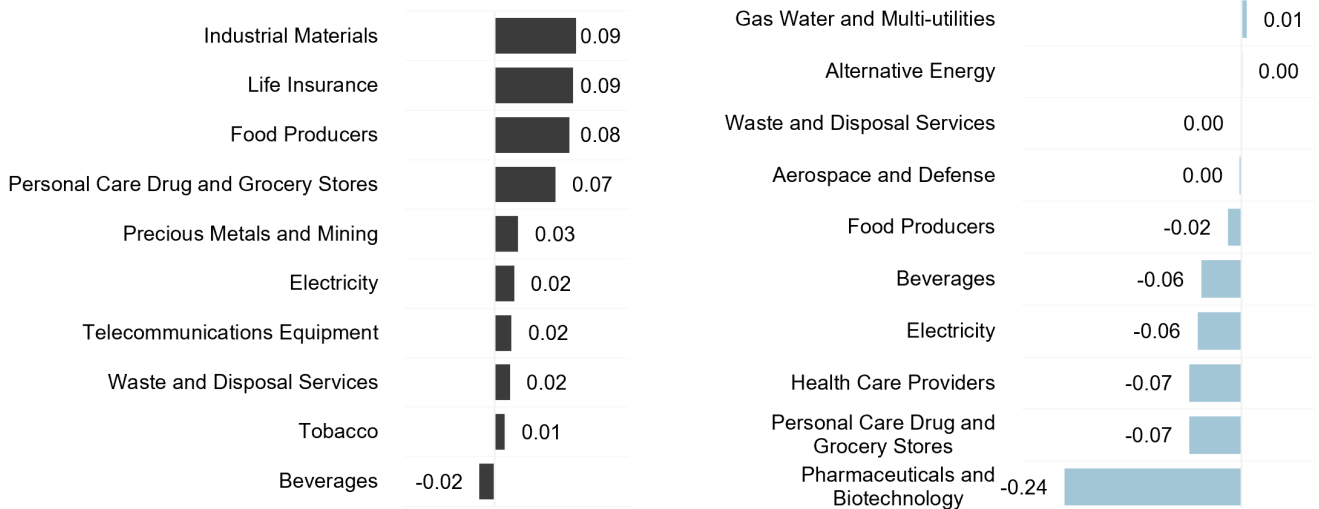 Industrial Materials 0.09
Life Insurance 0.09
Food Producers 0.08
Personal Care Drug and Grocery Stores 0.07
Precious Metals and Mining 0.03
Electricity 0.02
Telecommunications Equipment 0.02
Waste and Disposal Services 0.02
Tobacco 0.01
Beverages -0.02
Gas Water and Multi-utilities 0.01
Alternative Energy 0.00
Waste and Disposal Services 0.00
Aerospace and Defense 0.00
Food Producers -0.02
Beverages -0.06
Electricity -0.06
Health Care Providers -0.07
Personal Care Drug and
Grocery Stores -0.07
Pharmaceuticals and
Biotechnology -0.24